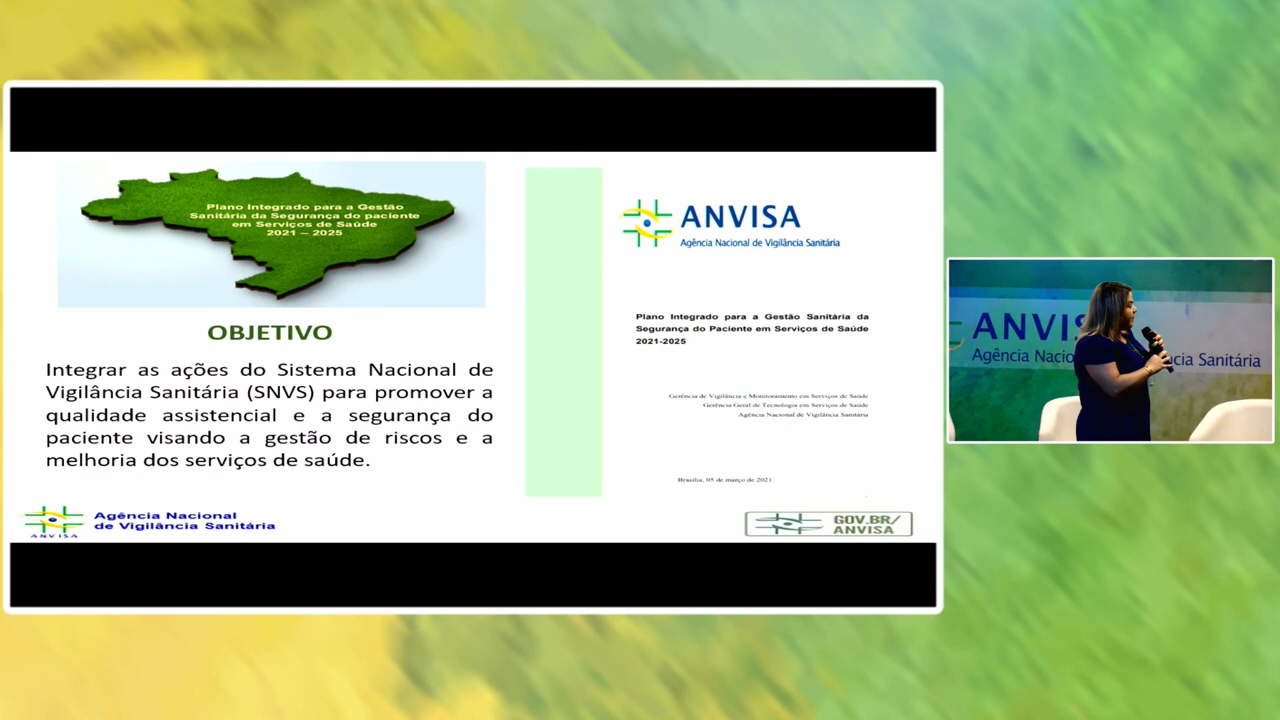 Plano Integrado para a Gestão
Sanitária da Segurança do paciente
em Serviços de Saúde
2021 – 2025
OBJETIVO
Integrar as ações do Sistema Nacional de
Vigilância Sanitária (SNVS) para promover a
qualidade assistencial e a segurança do
paciente visando a gestão de riscos e a
melhoria dos serviços de saúde.
Agência Nacional
de Vigilância Sanitária
ANVISA
ANVISA
Agência Nacional de Vigilância Sanitária
Plano Integrado para a Gestão Sanitária da
Segurança do Paciente em Serviços de Saúde
2021-2025
Gerência de Vigilância e Monitoramento em Serviços de Saúde
Gerência Geral de Tecnologia em Serviços de Saúde
Agência Nacional de Vigilância Sanitária
Brasília, 05 de março de 2021
GOV.BR/
ANVISA
ANVIS
Agência Nacio cia Sanitária